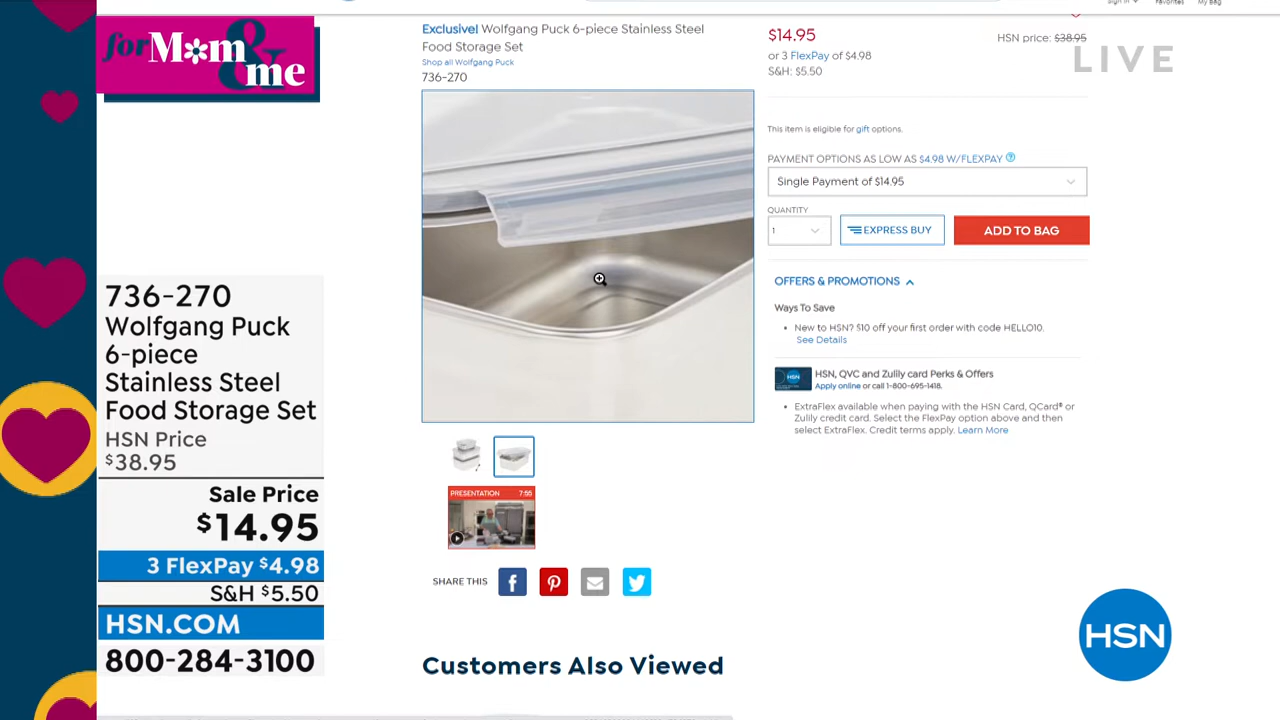 for Mom
& me
736-270
Wolfgang Puck
6-piece
Stainless Steel
Food Storage Set
HSN Price
$38.95
Sale Price
$14.95
3 FlexPay $4.98
S&H $5.50
HSN.COM
800-284-3100
Sign In
Favorites
My Bag
Exclusive! Wolfgang Puck 6-piece Stainless Steel
Food Storage Set
Shop all Wolfgang Puck
736-270
PRESENTATION 7:55
SHARE THIS
Customers Also Viewed
$14.95
HSN price: $38.95
or 3 FlexPay of $4.98
S&H: $5.50
LIVE
This item is eligible for gift options.
PAYMENT OPTIONS AS LOW AS $4.98 W/FLEXPAY ?
Single Payment of $14.95
QUANTITY
1
EXPRESS BUY
ADD TO BAG
OFFERS & PROMOTIONS
Ways To Save
• New to HSN? $10 off your first order with code HELLO10.
See Details
HSN
HSN, QVC and Zulily card Perks & Offers
Apply online or call 1-800-695-1418.
• ExtraFlex available when paying with the HSN Card, QCard® or
Zulily credit card. Select the FlexPay option above and then
select ExtraFlex. Credit terms apply. Learn More
HSN